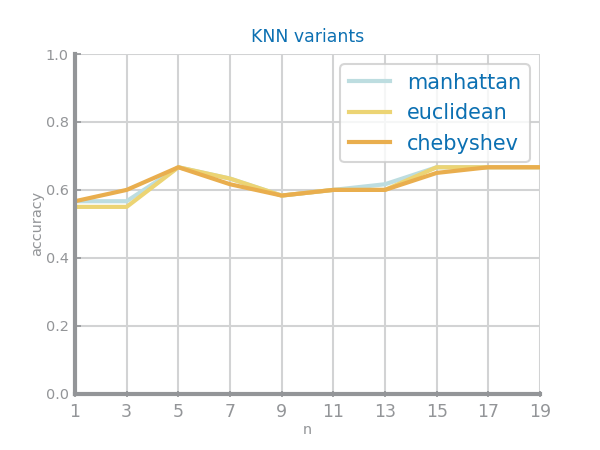 KNN variants
manhattan
euclidean
chebyshev
accuracy
1.0
0.8
0.6
0.4
0.2
0.0
1 3 5 7 9 11 13 15 17 19
n